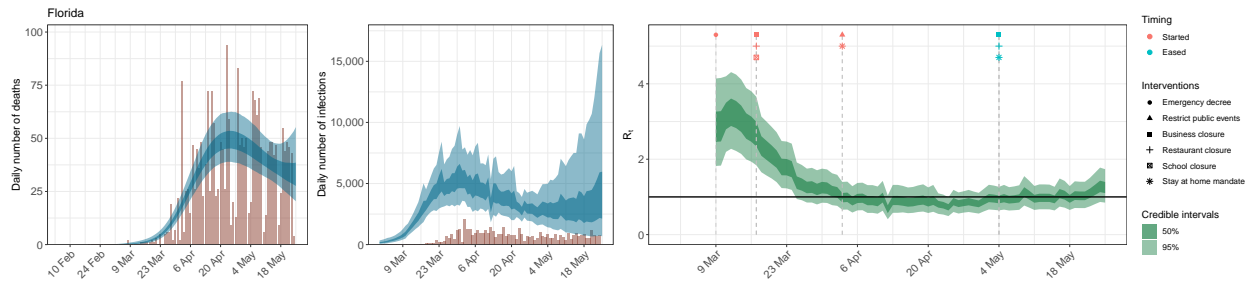 Florida
Daily number of deaths
100
75
50
25
0
10 Feb
24 Feb
9 Mar
23 Mar
6 Apr
20 Apr
4 May
18 May
Daily number of infections
15,000
10,000
5,000
0
9 Mar
23 Mar
6 Apr
20 Apr
4 May
18 May
Rt
4
2
0
9 Mar
23 Mar
6 Apr
20 Apr
4 May
18 May
Timing
Started
Eased
Interventions
Emergency decree
Restrict public events
Business closure
Restaurant closure
School closure
Stay at home mandate
Credible intervals
50%
95%